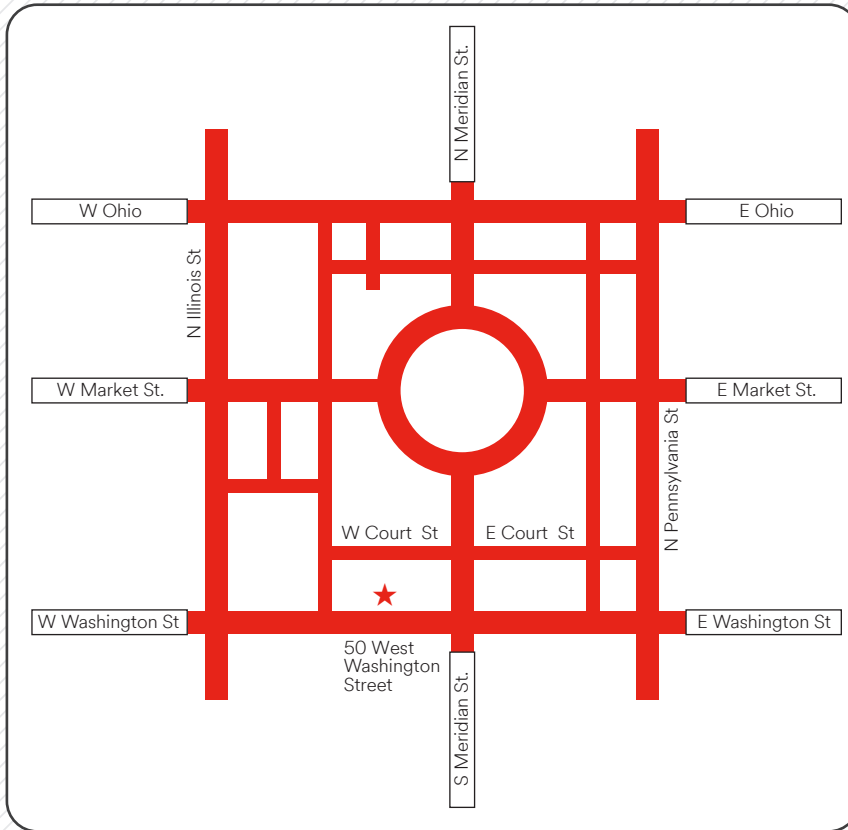 N Meridian St.
W Ohio
E Ohio
N Illinois St
W Market St.
E Market St.
N Pennsylvania St
W Court St
E Court St
W Washington St
E Washington St
50 West
Washington
Street
S Meridian St.